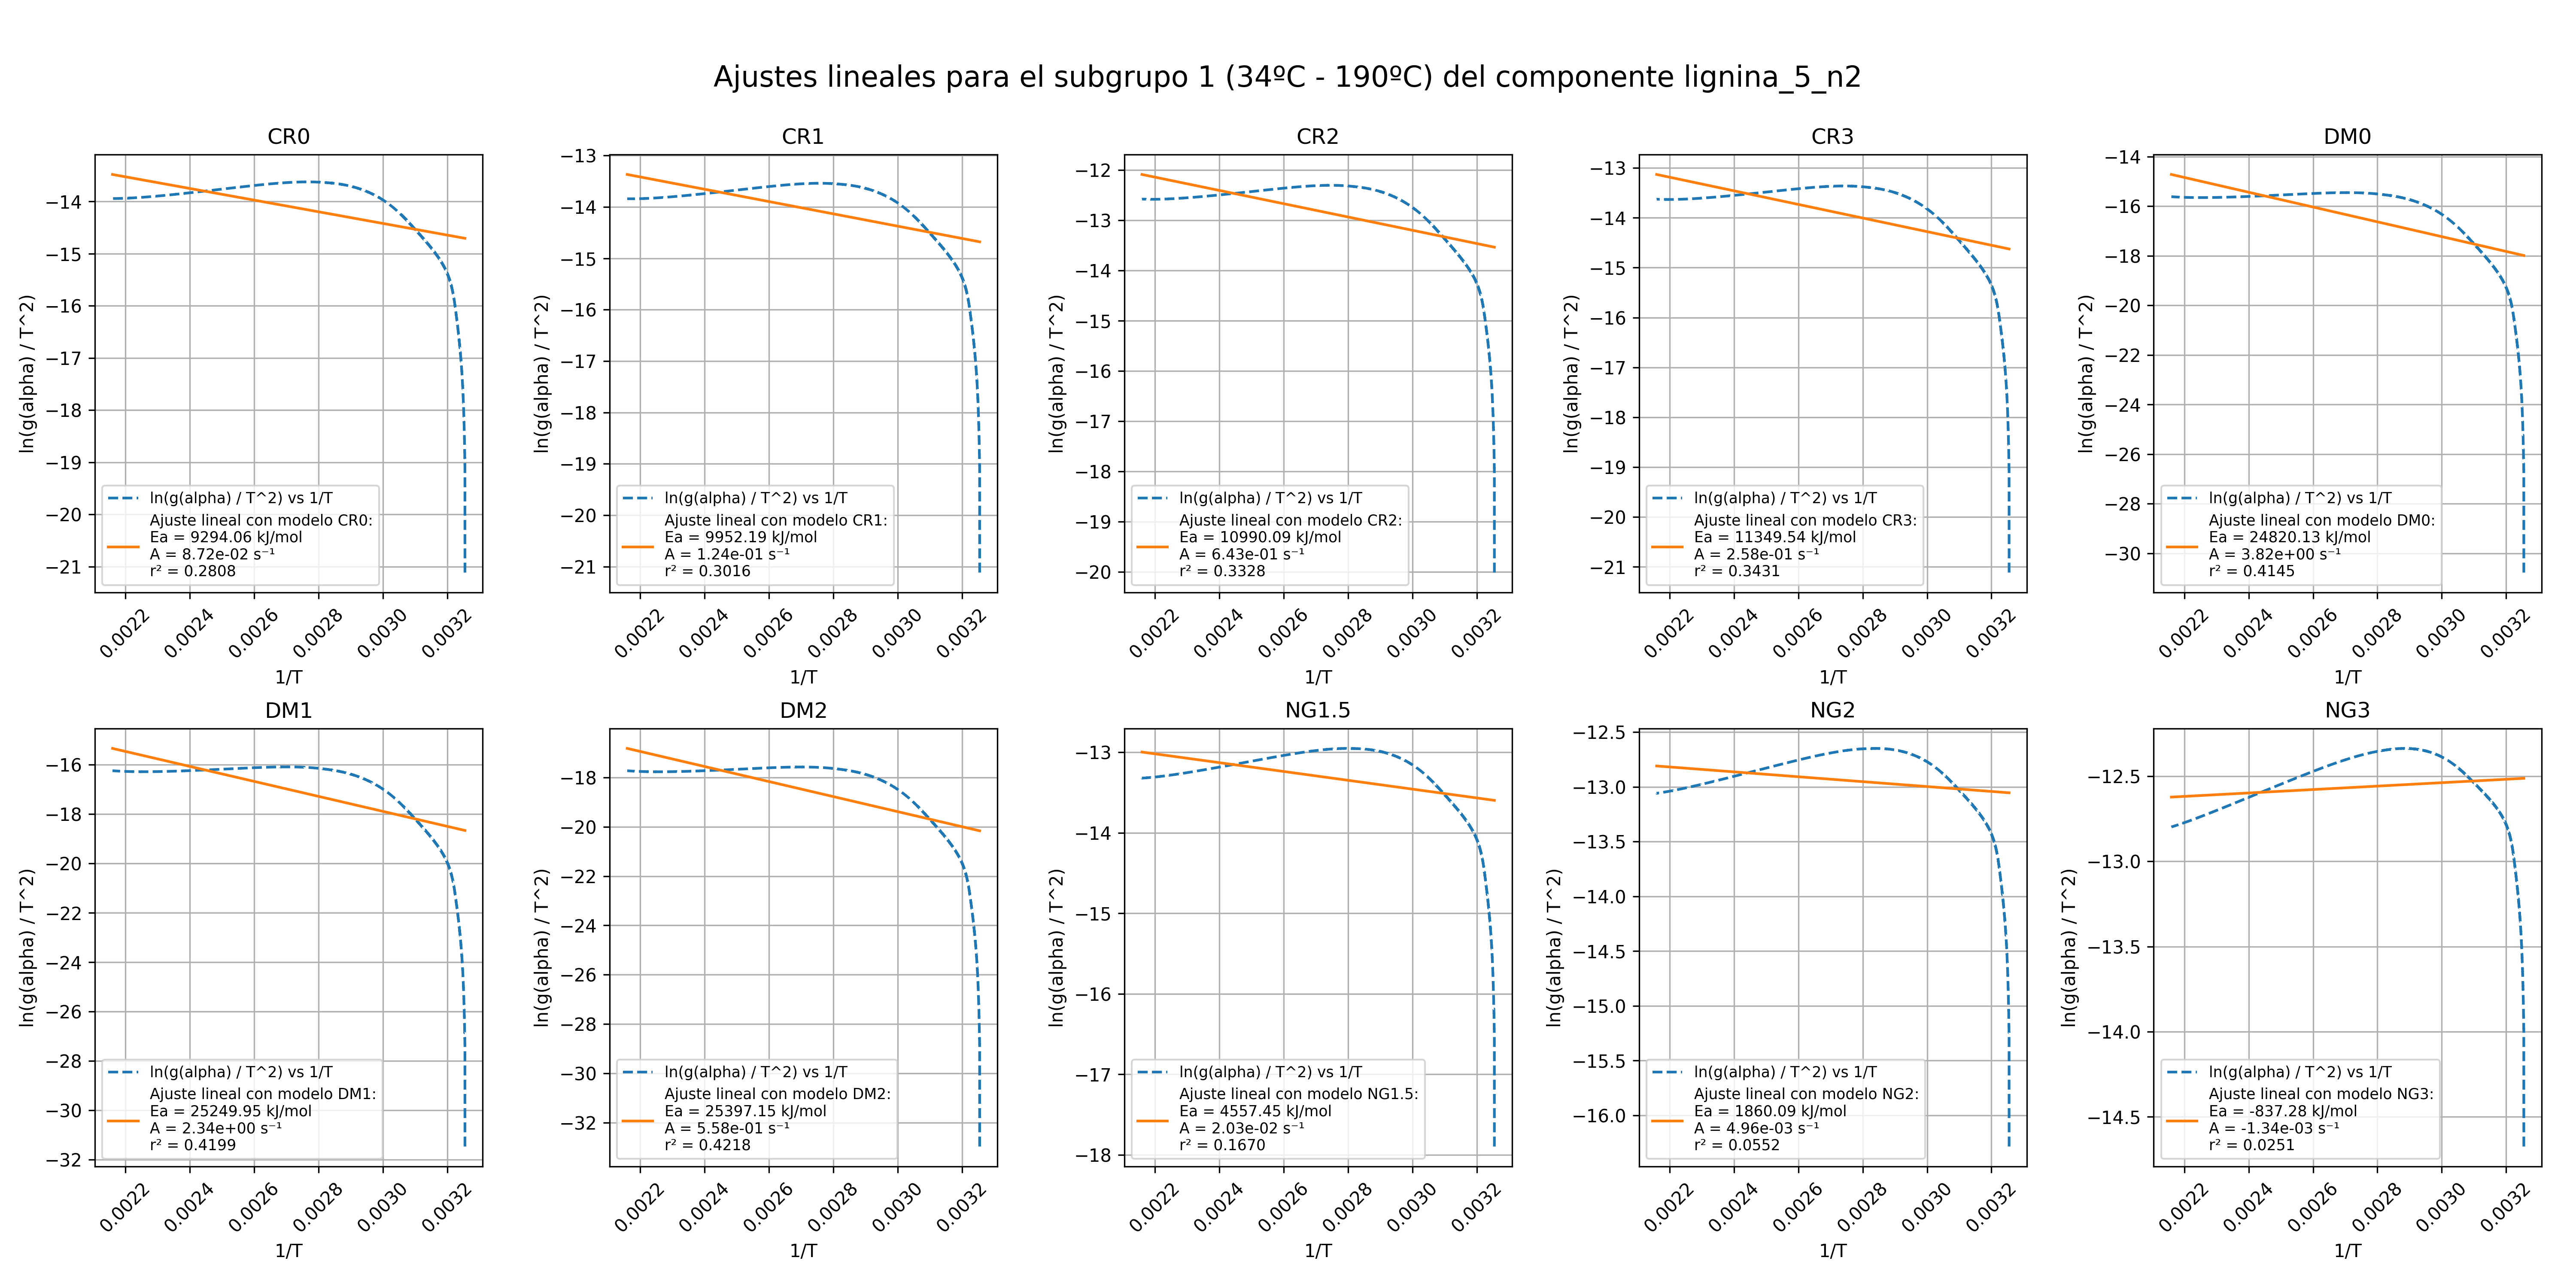 Ajustes lineales para el subgrupo 1 (34ºC - 190ºC) del componente lignina_5_n2
CR0
ln(g(alpha) / T^2)
−14
−15
−16
−17
−18
−19
−20
−21
ln(g(alpha) / T^2) vs 1/T
Ajuste lineal con modelo CR0:
Ea = 9294.06 kJ/mol
A = 8.72e-02 s⁻¹
r² = 0.2808
0.0022
0.0024
0.0026
0.0028
0.0030
0.0032
1/T
CR1
ln(g(alpha) / T^2)
−13
−14
−15
−16
−17
−18
−19
−20
−21
ln(g(alpha) / T^2) vs 1/T
Ajuste lineal con modelo CR1:
Ea = 9952.19 kJ/mol
A = 1.24e-01 s⁻¹
r² = 0.3016
0.0022
0.0024
0.0026
0.0028
0.0030
0.0032
1/T
CR2
ln(g(alpha) / T^2)
−12
−13
−14
−15
−16
−17
−18
−19
−20
ln(g(alpha) / T^2) vs 1/T
Ajuste lineal con modelo CR2:
Ea = 10990.09 kJ/mol
A = 6.43e-01 s⁻¹
r² = 0.3328
0.0022
0.0024
0.0026
0.0028
0.0030
0.0032
1/T
CR3
ln(g(alpha) / T^2)
−13
−14
−15
−16
−17
−18
−19
−20
−21
ln(g(alpha) / T^2) vs 1/T
Ajuste lineal con modelo CR3:
Ea = 11349.54 kJ/mol
A = 2.58e-01 s⁻¹
r² = 0.3431
0.0022
0.0024
0.0026
0.0028
0.0030
0.0032
1/T
DM0
ln(g(alpha) / T^2)
−14
−16
−18
−20
−22
−24
−26
−28
−30
ln(g(alpha) / T^2) vs 1/T
Ajuste lineal con modelo DM0:
Ea = 24820.13 kJ/mol
A = 3.82e+00 s⁻¹
r² = 0.4145
0.0022
0.0024
0.0026
0.0028
0.0030
0.0032
1/T
DM1
ln(g(alpha) / T^2)
−16
−18
−20
−22
−24
−26
−28
−30
−32
ln(g(alpha) / T^2) vs 1/T
Ajuste lineal con modelo DM1:
Ea = 25249.95 kJ/mol
A = 2.34e+00 s⁻¹
r² = 0.4199
0.0022
0.0024
0.0026
0.0028
0.0030
0.0032
1/T
DM2
ln(g(alpha) / T^2)
−18
−20
−22
−24
−26
−28
−30
−32
ln(g(alpha) / T^2) vs 1/T
Ajuste lineal con modelo DM2:
Ea = 25397.15 kJ/mol
A = 5.58e-01 s⁻¹
r² = 0.4218
0.0022
0.0024
0.0026
0.0028
0.0030
0.0032
1/T
NG1.5
ln(g(alpha) / T^2)
−13
−14
−15
−16
−17
−18
ln(g(alpha) / T^2) vs 1/T
Ajuste lineal con modelo NG1.5:
Ea = 4557.45 kJ/mol
A = 2.03e-02 s⁻¹
r² = 0.1670
0.0022
0.0024
0.0026
0.0028
0.0030
0.0032
1/T
NG2
ln(g(alpha) / T^2)
−12.5
−13.0
−13.5
−14.0
−14.5
−15.0
−15.5
−16.0
ln(g(alpha) / T^2) vs 1/T
Ajuste lineal con modelo NG2:
Ea = 1860.09 kJ/mol
A = 4.96e-03 s⁻¹
r² = 0.0552
0.0022
0.0024
0.0026
0.0028
0.0030
0.0032
1/T
NG3
ln(g(alpha) / T^2)
−12.5
−13.0
−13.5
−14.0
−14.5
ln(g(alpha) / T^2) vs 1/T
Ajuste lineal con modelo NG3:
Ea = -837.28 kJ/mol
A = -1.34e-03 s⁻¹
r² = 0.0251
0.0022
0.0024
0.0026
0.0028
0.0030
0.0032
1/T